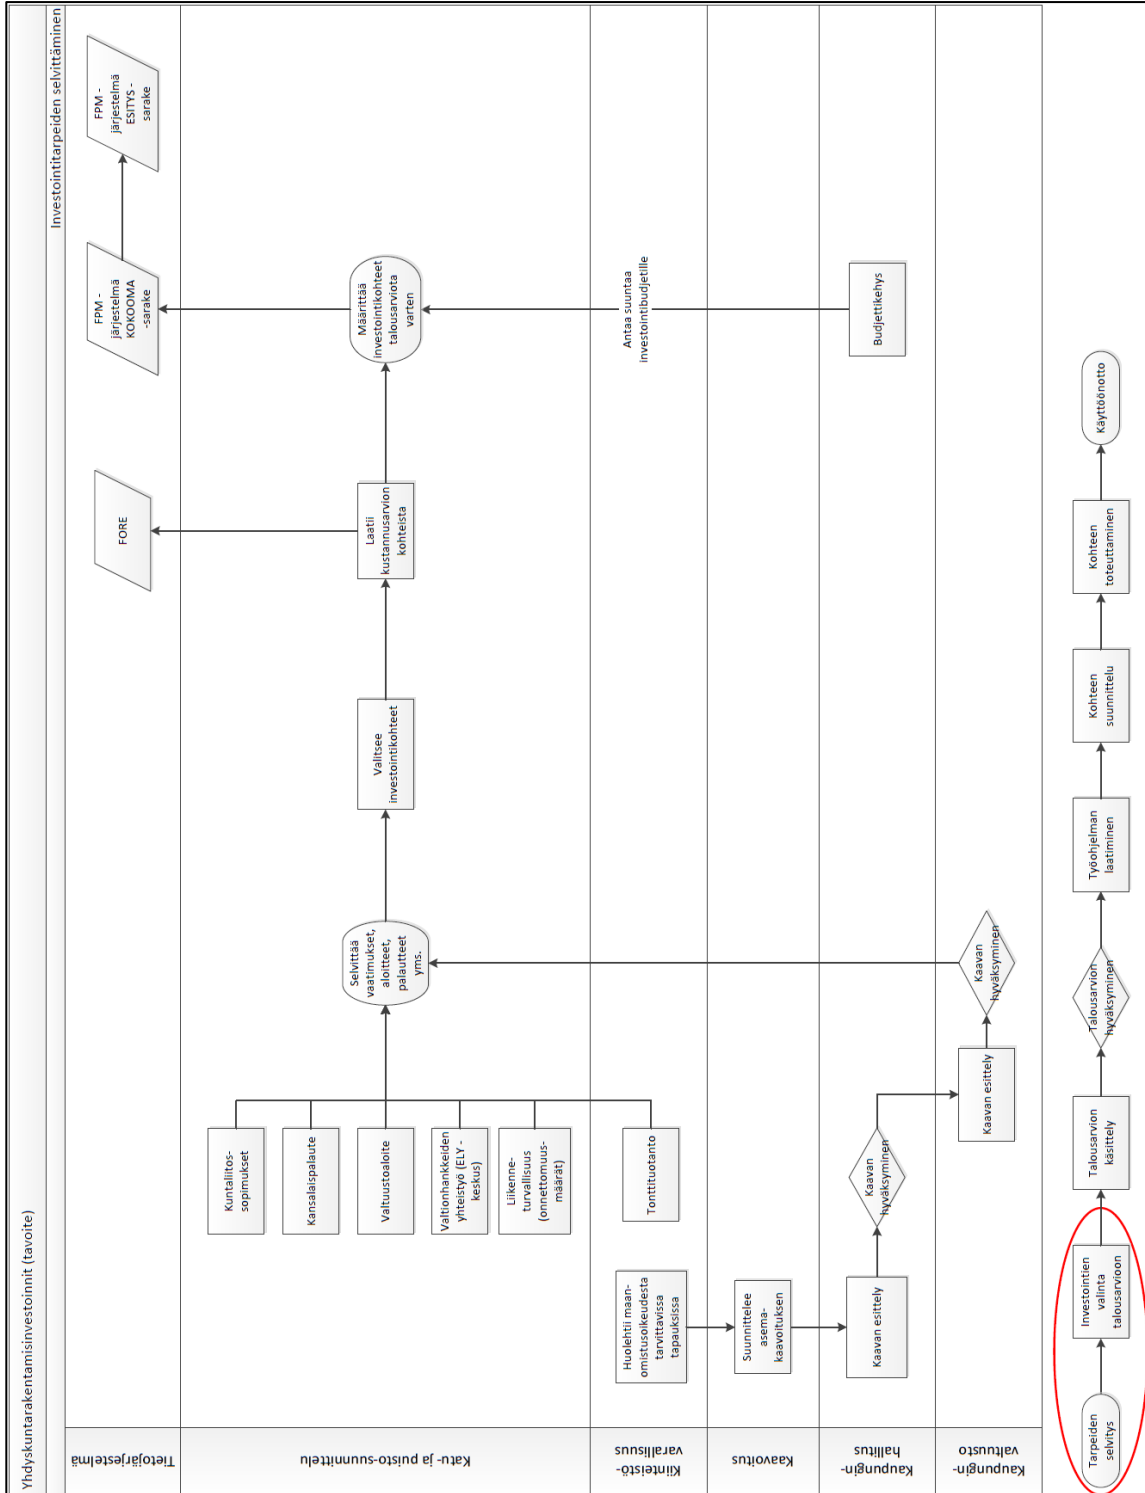 Yhdyskuntarakentamisinvestoinnit (tavoite)
Investointitarpeiden selvittäminen
Tietojärjestelmä
FORE
FPM -
järjestelmä
KOKOOMA
-sarake
FPM -
järjestelmä
ESITYS -
sarake
Katu- ja puisto-suunnittelu
Kuntaliitos-
sopimukset
Kansalaispalaute
Valtuustoaloite
Valtionhankkeiden
yhteistyö (ELY -
keskus)
Liikenne-
turvallisuus
(onnettomuus-
määrät)
Selvittää
vaatimukset,
aloitteet,
palautteet
yms.
Valitsee
investointikohteet
Laatii
kustannusarvion
kohteista
Määrittää
investointikohteet
talousarviota
varten
Kiinteistö-
varallisuus
Huolehtii maan-
omistusoikeudesta
tarvittavissa
tapauksissa
Tonttituotanto
Antaa suuntaa
investointibudjetille
Kaavoitus
Suunnittelee
asema-
kaavoituksen
Kaupungin-
hallitus
Kaavan esittely
Kaavan
hyväksyminen
Budjettikehys
Kaupungin-
valtuusto
Kaavan esittely
Kaavan
hyväksyminen
Tarpeiden
selvitys
Investointien
valinta
talousarvioon
Talousarvion
käsittely
Talousarvion
hyväksyminen
Työohjelman
laatiminen
Kohteen
suunnittelu
Kohteen
toteuttaminen
Käyttöönotto